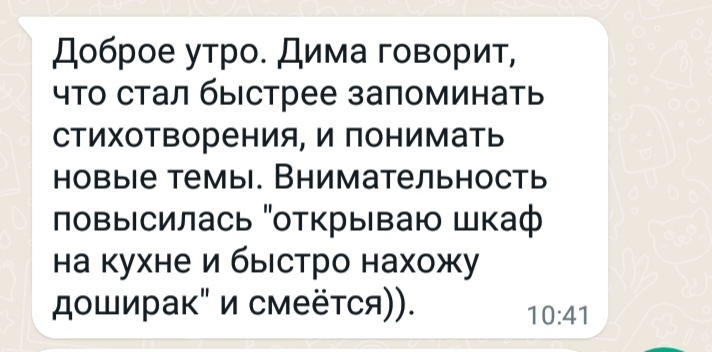 Доброе утро. Дима говорит,
что стал быстрее запоминать
стихотворения, и понимать
новые темы. Внимательность
повысилась "открываю шкаф
на кухне и быстро нахожу
доширак" и смеётся)).
10:41